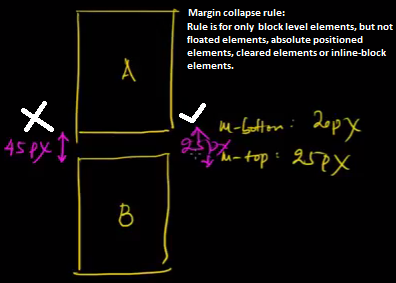 Margin collapse rule:
Rule is for only block level elements, but not
floated elements, absolute positioned
elements, cleared elements or inline-block
elements.
A
m-bottom: 20px
45px
25px
m-top: 25px
B